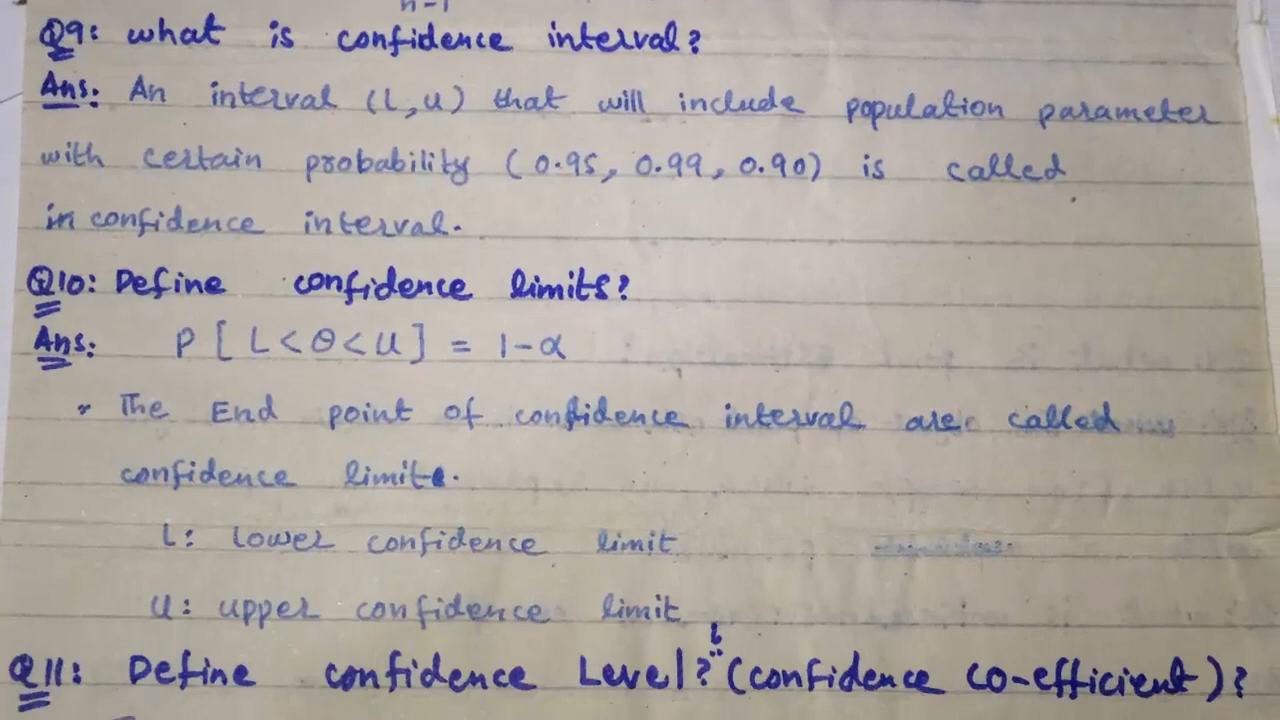 n-1
Q9: what is confidence interval?
Ans: An interval (L,U) that will include population parameter
with certain probability (0.95, 0.99, 0.90) is called
in confidence interval.
Q10: Define confidence limits?
Ans: P[L<θ<U] = 1-α
The End point of confidence interval are called
confidence limits.
L: Lower confidence limit
U: upper confidence limit
Q11: Define confidence Level? (confidence co-efficient)?